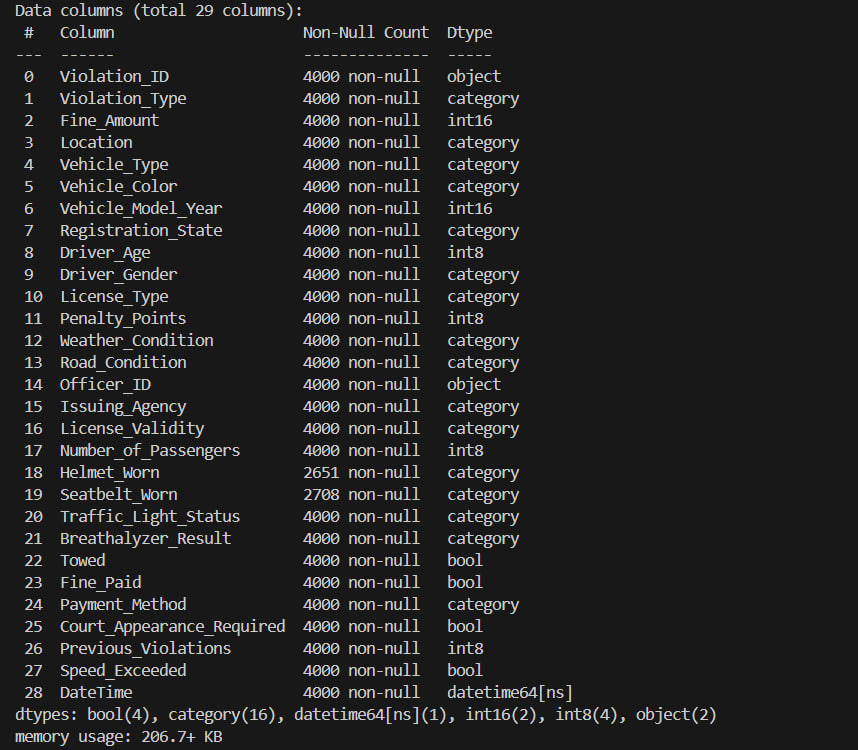 Data columns (total 29 columns):
 #   Column                   Non-Null Count  Dtype
---  ------                   --------------  -----
 0   Violation_ID             4000 non-null   object
 1   Violation_Type           4000 non-null   category
 2   Fine_Amount              4000 non-null   int16
 3   Location                 4000 non-null   category
 4   Vehicle_Type             4000 non-null   category
 5   Vehicle_Color            4000 non-null   category
 6   Vehicle_Model_Year       4000 non-null   int16
 7   Registration_State       4000 non-null   category
 8   Driver_Age               4000 non-null   int8
 9   Driver_Gender            4000 non-null   category
 10  License_Type             4000 non-null   category
 11  Penalty_Points           4000 non-null   int8
 12  Weather_Condition        4000 non-null   category
 13  Road_Condition           4000 non-null   category
 14  Officer_ID               4000 non-null   object
 15  Issuing_Agency           4000 non-null   category
 16  License_Validity         4000 non-null   category
 17  Number_of_Passengers     4000 non-null   int8
 18  Helmet_Worn              2651 non-null   category
 19  Seatbelt_Worn            2708 non-null   category
 20  Traffic_Light_Status     4000 non-null   category
 21  Breathalyzer_Result      4000 non-null   category
 22  Towed                    4000 non-null   bool
 23  Fine_Paid                4000 non-null   bool
 24  Payment_Method           4000 non-null   category
 25  Court_Appearance_Required  4000 non-null   bool
 26  Previous_Violations      4000 non-null   int8
 27  Speed_Exceeded           4000 non-null   bool
 28  DateTime                 4000 non-null   datetime64[ns]
dtypes: bool(4), category(16), datetime64[ns](1), int16(2), int8(4), object(2)
memory usage: 206.7+ KB